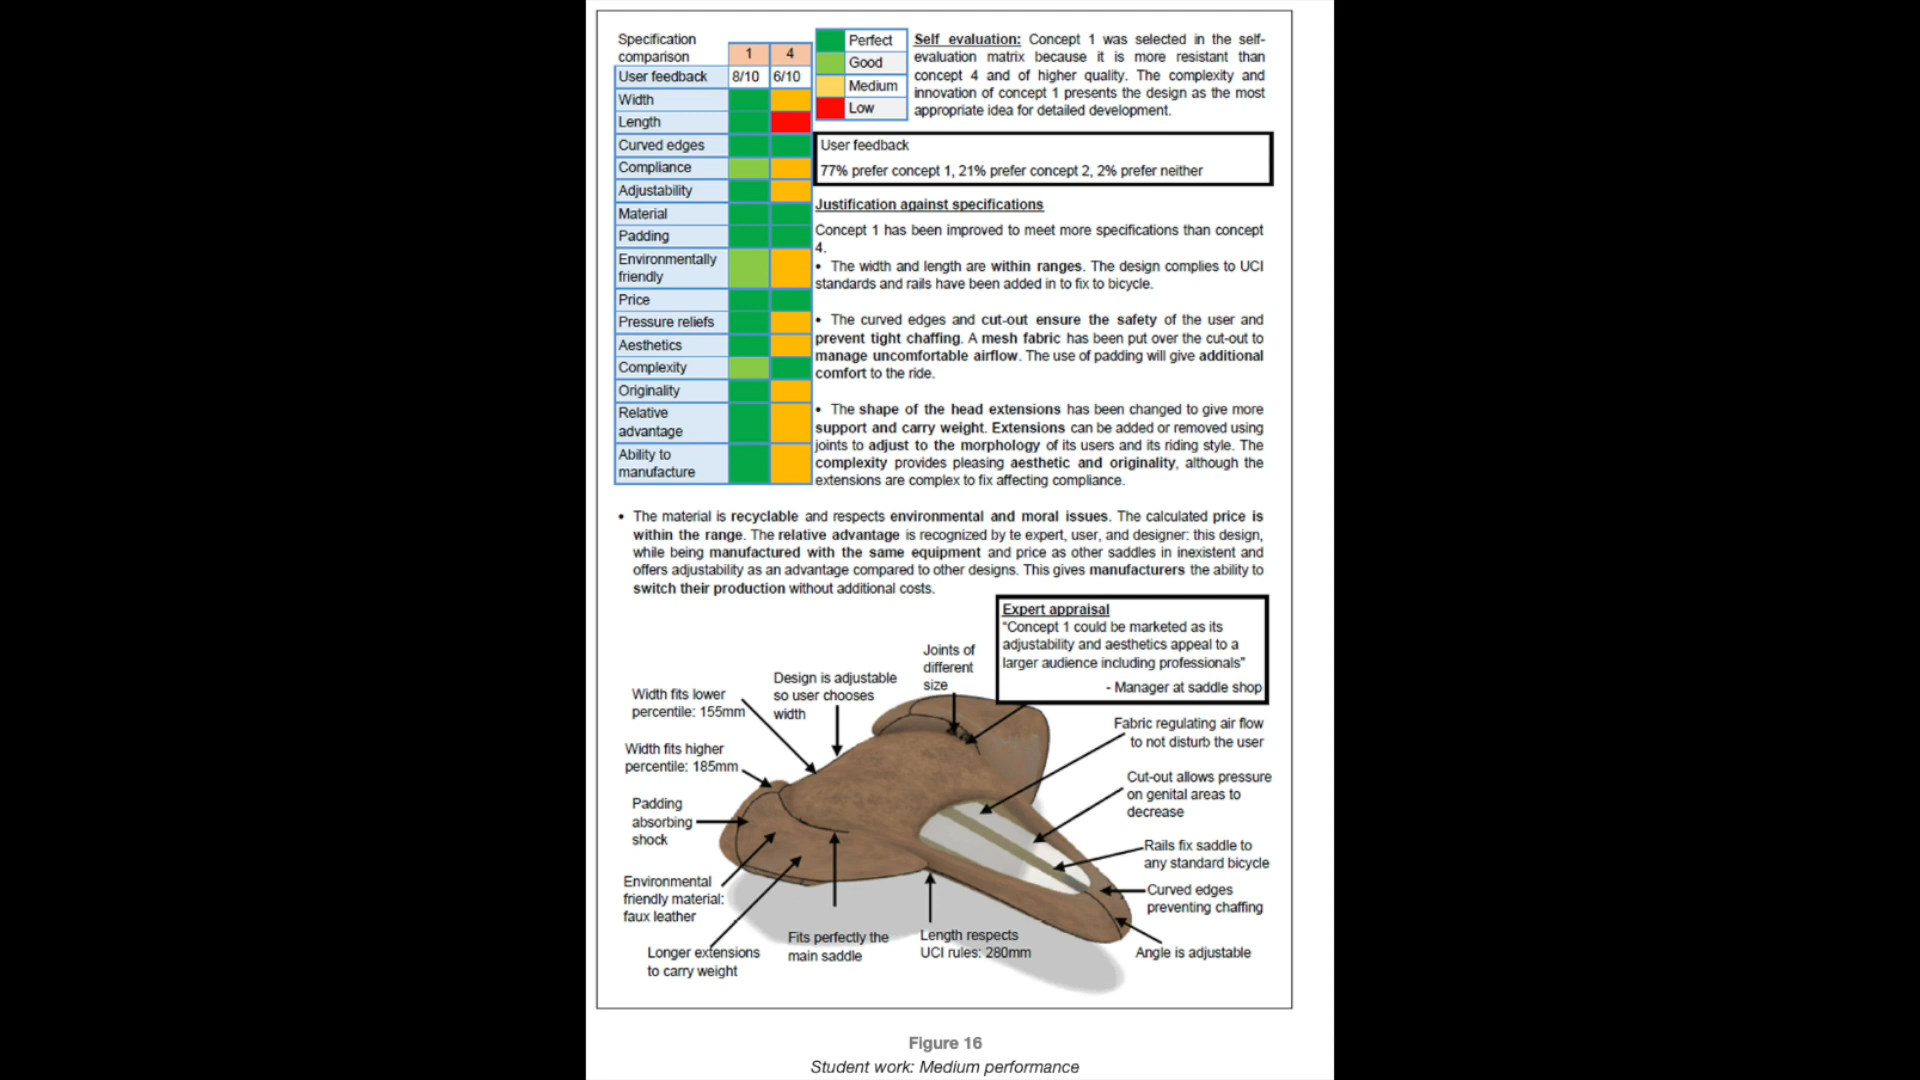 Specification
comparison
1
4
User feedback
8/10
6/10
Width
Length
Curved edges
Compliance
Adjustability
Material
Padding
Environmentally
friendly
Price
Pressure reliefs
Aesthetics
Complexity
Originality
Relative
advantage
Ability to
manufacture
Perfect
Good
Medium
Low
Self evaluation: Concept 1 was selected in the self-
evaluation matrix because it is more resistant than
concept 4 and of higher quality. The complexity and
innovation of concept 1 presents the design as the most
appropriate idea for detailed development.
User feedback
77% prefer concept 1, 21% prefer concept 2, 2% prefer neither
Justification against specifications
Concept 1 has been improved to meet more specifications than concept
4.
• The width and length are within ranges. The design complies to UCI
standards and rails have been added in to fix to bicycle.
• The curved edges and cut-out ensure the safety of the user and
prevent tight chaffing. A mesh fabric has been put over the cut-out to
manage uncomfortable airflow. The use of padding will give additional
comfort to the ride.
• The shape of the head extensions has been changed to give more
support and carry weight. Extensions can be added or removed using
joints to adjust to the morphology of its users and its riding style. The
complexity provides pleasing aesthetic and originality, although the
extensions are complex to fix affecting compliance.
• The material is recyclable and respects environmental and moral issues. The calculated price is
within the range. The relative advantage is recognized by te expert, user, and designer: this design,
while being manufactured with the same equipment and price as other saddles in inexistent and
offers adjustability as an advantage compared to other designs. This gives manufacturers the ability to
switch their production without additional costs.
Expert appraisal
"Concept 1 could be marketed as its
adjustability and aesthetics appeal to a
larger audience including professionals"
- Manager at saddle shop
Joints of
different
size
Design is adjustable
so user chooses
width
Width fits lower
percentile: 155mm
Width fits higher
percentile: 185mm
Padding
absorbing
shock
Environmental
friendly material:
faux leather
Longer extensions
to carry weight
Fits perfectly the
main saddle
Length respects
UCI rules: 280mm
Fabric regulating air flow
to not disturb the user
Cut-out allows pressure
on genital areas to
decrease
Rails fix saddle to
any standard bicycle
Curved edges
preventing chaffing
Angle is adjustable
Figure 16
Student work: Medium performance